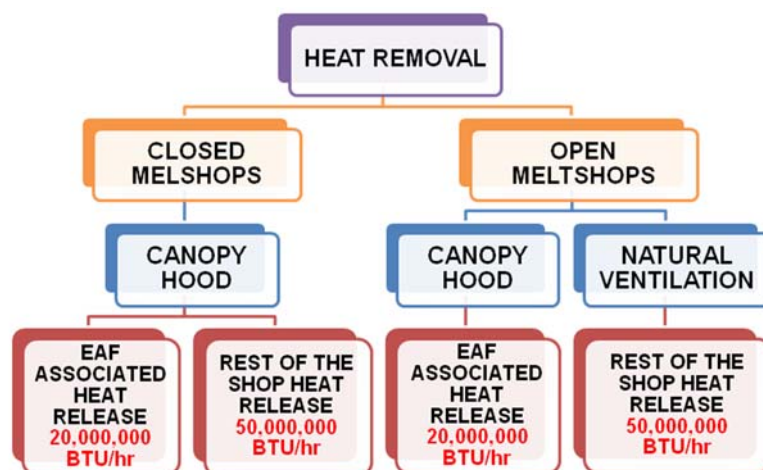 HEAT REMOVAL
CLOSED
MELSHOPS
OPEN
MELTSHOPS
CANOPY
HOOD
CANOPY
HOOD
NATURAL
VENTILATION
EAF
ASSOCIATED
HEAT
RELEASE
20,000,000
BTU/hr
REST OF THE
SHOP HEAT
RELEASE
50,000,000
BTU/hr
EAF
ASSOCIATED
HEAT
RELEASE
20,000,000
BTU/hr
REST OF THE
SHOP HEAT
RELEASE
50,000,000
BTU/hr